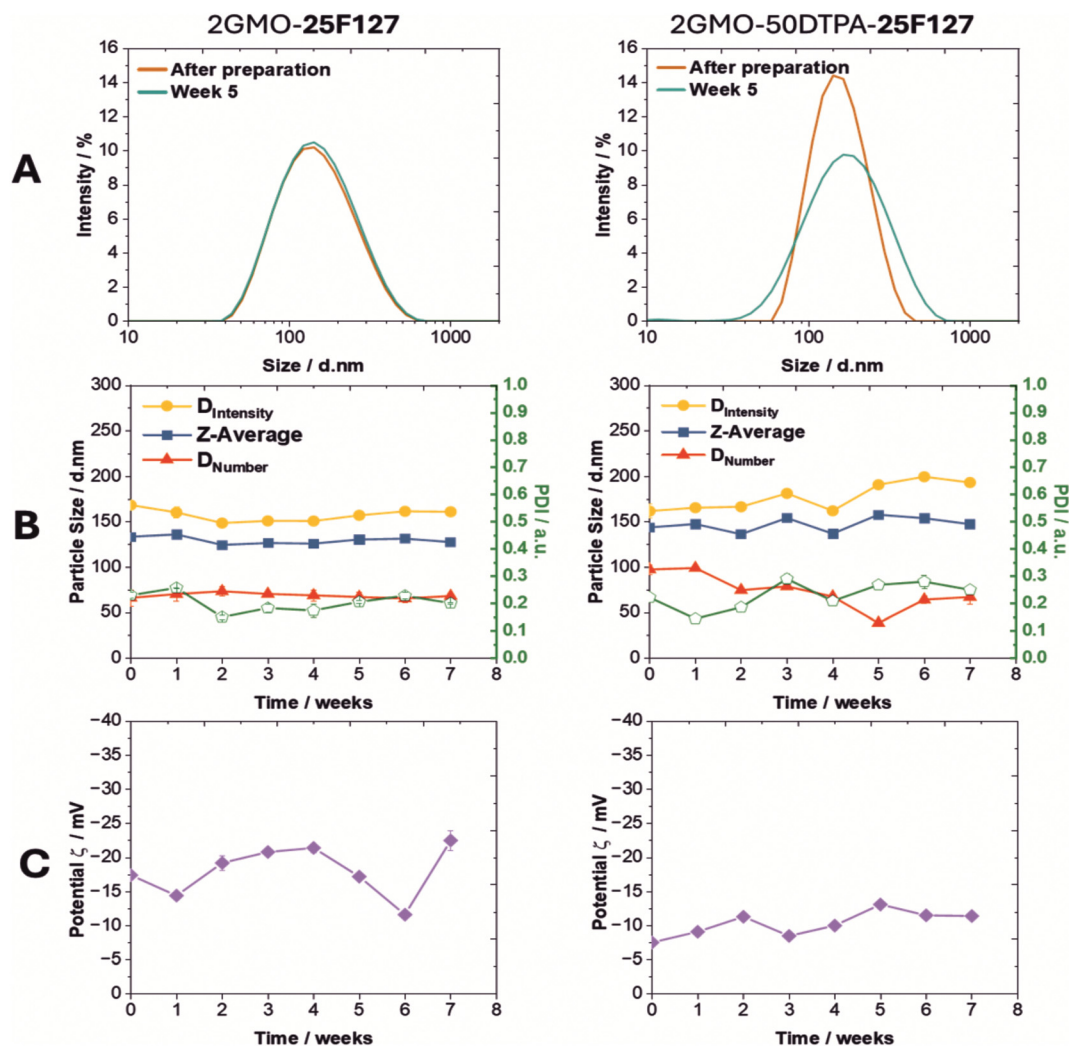 2GMO-25F127
2GMO-50DTPA-25F127
A
16
14
12
10
8
6
4
2
0
Intensity / %
After preparation
Week 5
10
100
1000
Size / d.nm
16
14
12
10
8
6
4
2
0
Intensity / %
After preparation
Week 5
10
100
1000
Size / d.nm
B
300
250
200
150
100
50
0
Particle Size / d.nm
D Intensity
Z-Average
D Number
1.0
0.9
0.8
0.7
0.6
0.5
0.4
0.3
0.2
0.1
0.0
PDI / a.u.
0 1 2 3 4 5 6 7 8
Time / weeks
300
250
200
150
100
50
0
Particle Size / d.nm
D Intensity
Z-Average
D Number
1.0
0.9
0.8
0.7
0.6
0.5
0.4
0.3
0.2
0.1
0.0
PDI / a.u.
0 1 2 3 4 5 6 7 8
Time / weeks
C
−40
−35
−30
−25
−20
−15
−10
−5
0
Potential ζ / mV
0 1 2 3 4 5 6 7 8
Time / weeks
−40
−35
−30
−25
−20
−15
−10
−5
0
Potential ζ / mV
0 1 2 3 4 5 6 7 8
Time / weeks